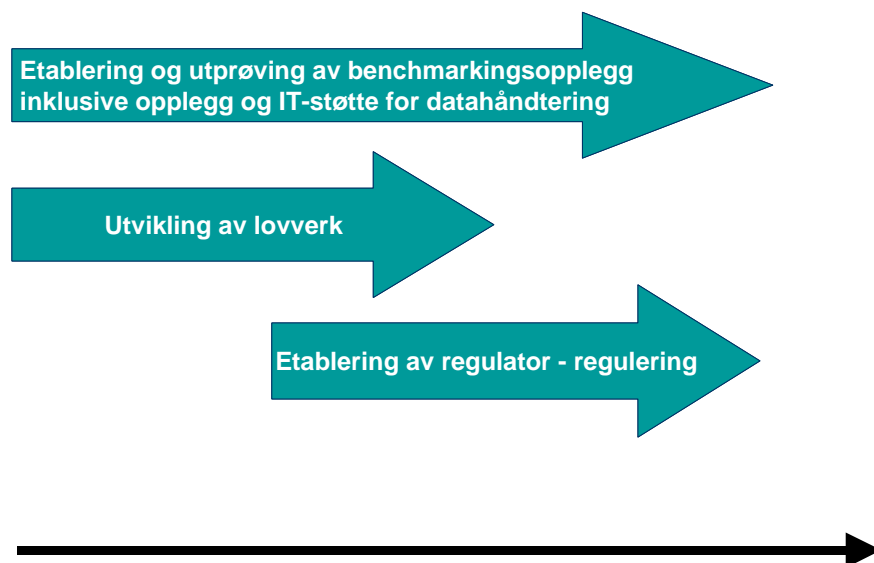 Etablering og utprøving av benchmarkingsopplegg
inklusive opplegg og IT-støtte for datahåndtering
Utvikling av lovverk
Etablering av regulator - regulering